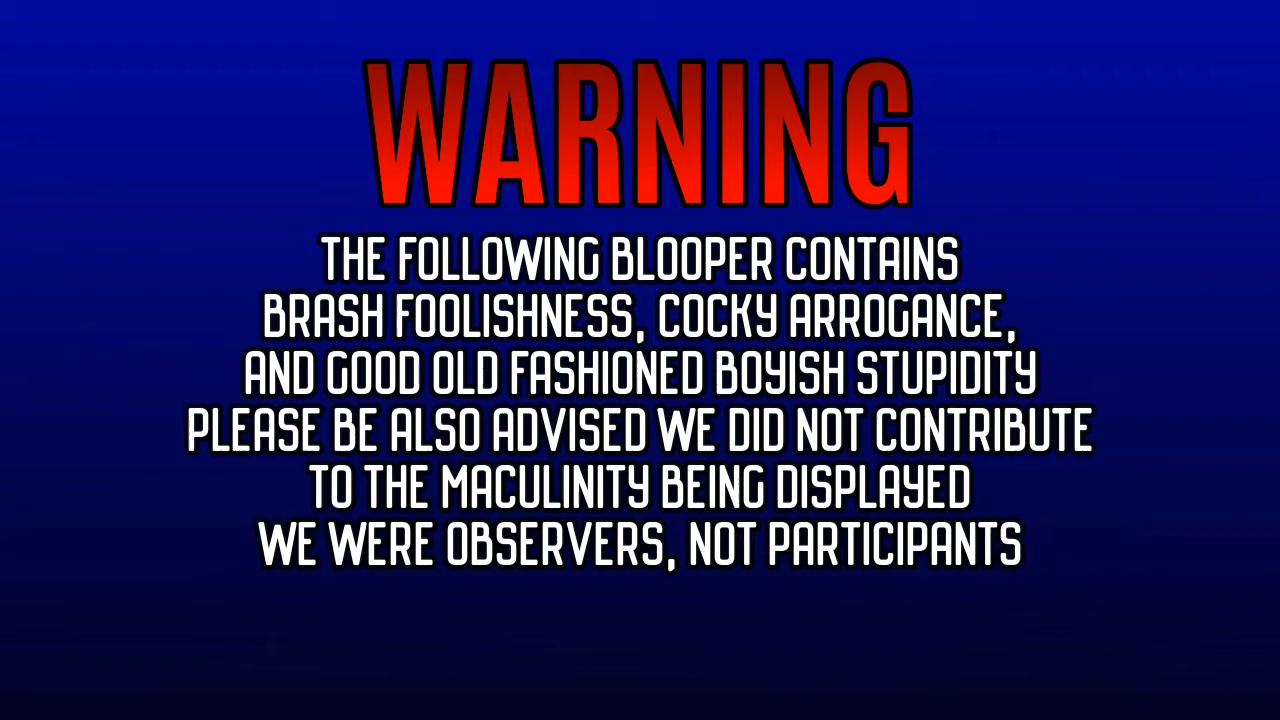 WARNING
THE FOLLOWING BLOOPER CONTAINS
BRASH FOOLISHNESS, COCKY ARROGANCE,
AND GOOD OLD FASHIONED BOYISH STUPIDITY
PLEASE BE ALSO ADVISED WE DID NOT CONTRIBUTE
TO THE MACULINITY BEING DISPLAYED
WE WERE OBSERVERS, NOT PARTICIPANTS